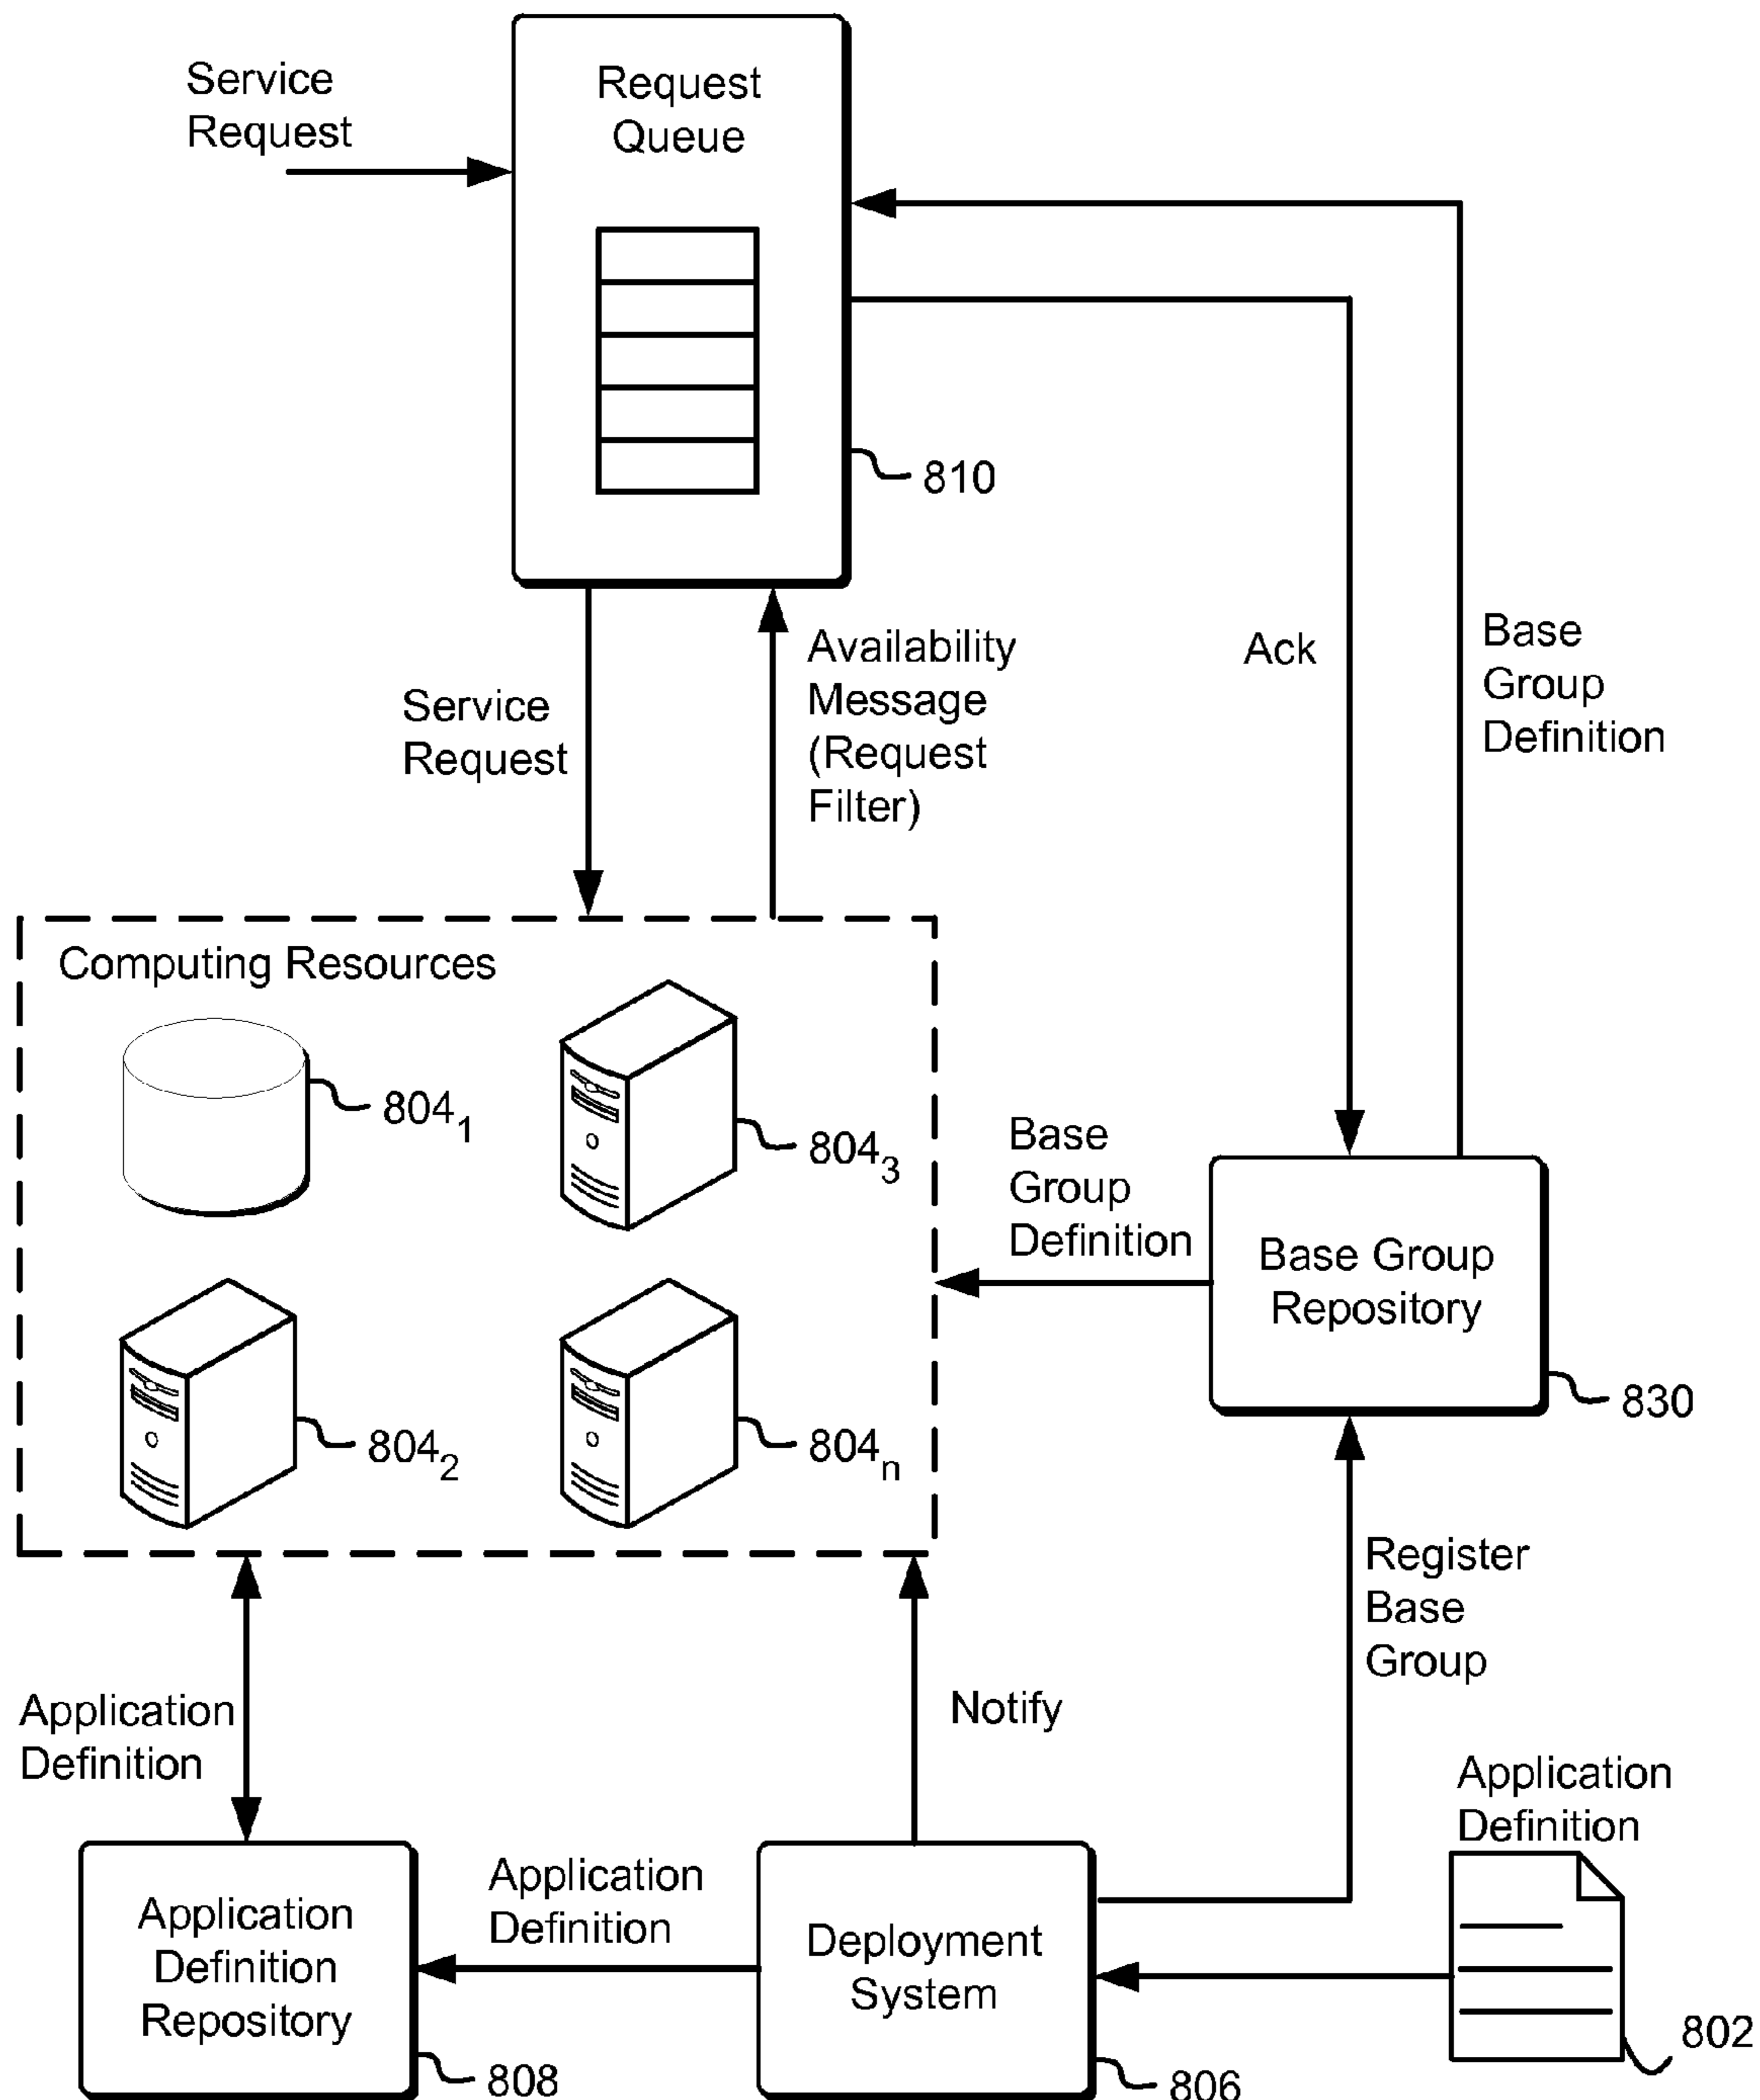 Service
Request
Request
Queue
810
Service
Request
Availability
Message
(Request
Filter)
Ack
Base
Group
Definition
Computing Resources
804₁
804₃
804₂
804ₙ
Base
Group
Definition
Base Group
Repository
830
Register
Base
Group
Application
Definition
Notify
Application
Definition
Application
Definition
Repository
808
Application
Definition
Deployment
System
806
802